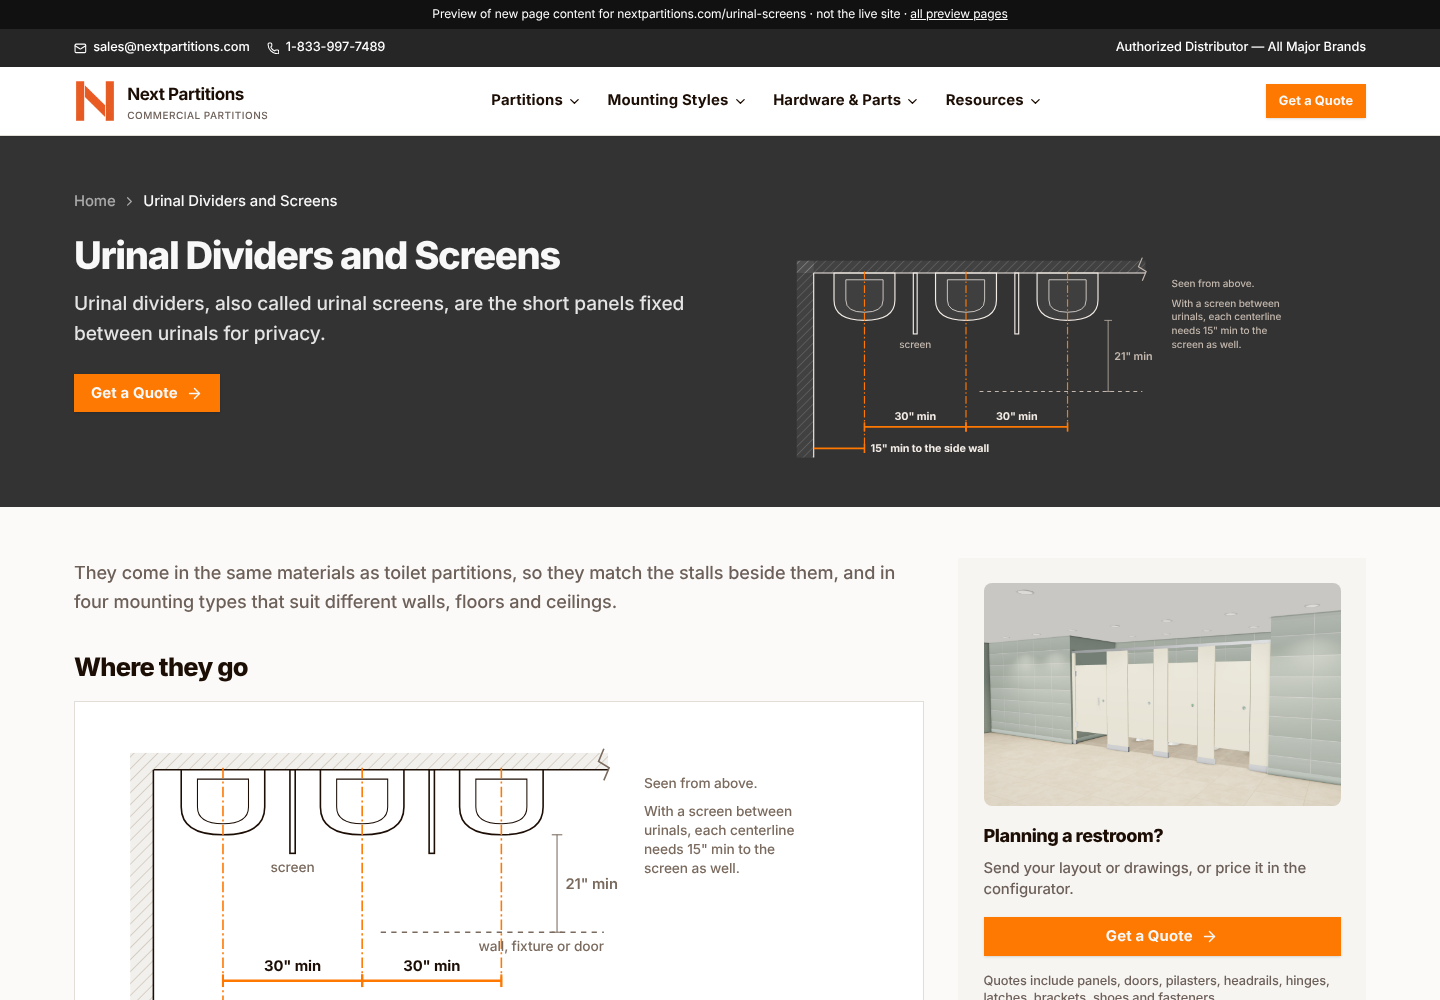 Preview of new page content for nextpartitions.com/urinal-screens · not the live site · all preview pages
sales@nextpartitions.com
1-833-997-7489
Authorized Distributor — All Major Brands
Next Partitions
COMMERCIAL PARTITIONS
Partitions
Mounting Styles
Hardware & Parts
Resources
Get a Quote
Home
Urinal Dividers and Screens
Urinal Dividers and Screens
Urinal dividers, also called urinal screens, are the short panels fixed
between urinals for privacy.
Get a Quote
Seen from above.
With a screen between
urinals, each centerline
needs 15" min to the
screen as well.
screen
21" min
30" min
30" min
15" min to the side wall
They come in the same materials as toilet partitions, so they match the stalls beside them, and in
four mounting types that suit different walls, floors and ceilings.
Where they go
Seen from above.
With a screen between
urinals, each centerline
needs 15" min to the
screen as well.
screen
21" min
wall, fixture or door
30" min
30" min
Planning a restroom?
Send your layout or drawings, or price it in the
configurator.
Get a Quote
Quotes include panels, doors, pilasters, headrails, hinges,
latches, brackets, shoes and fasteners.